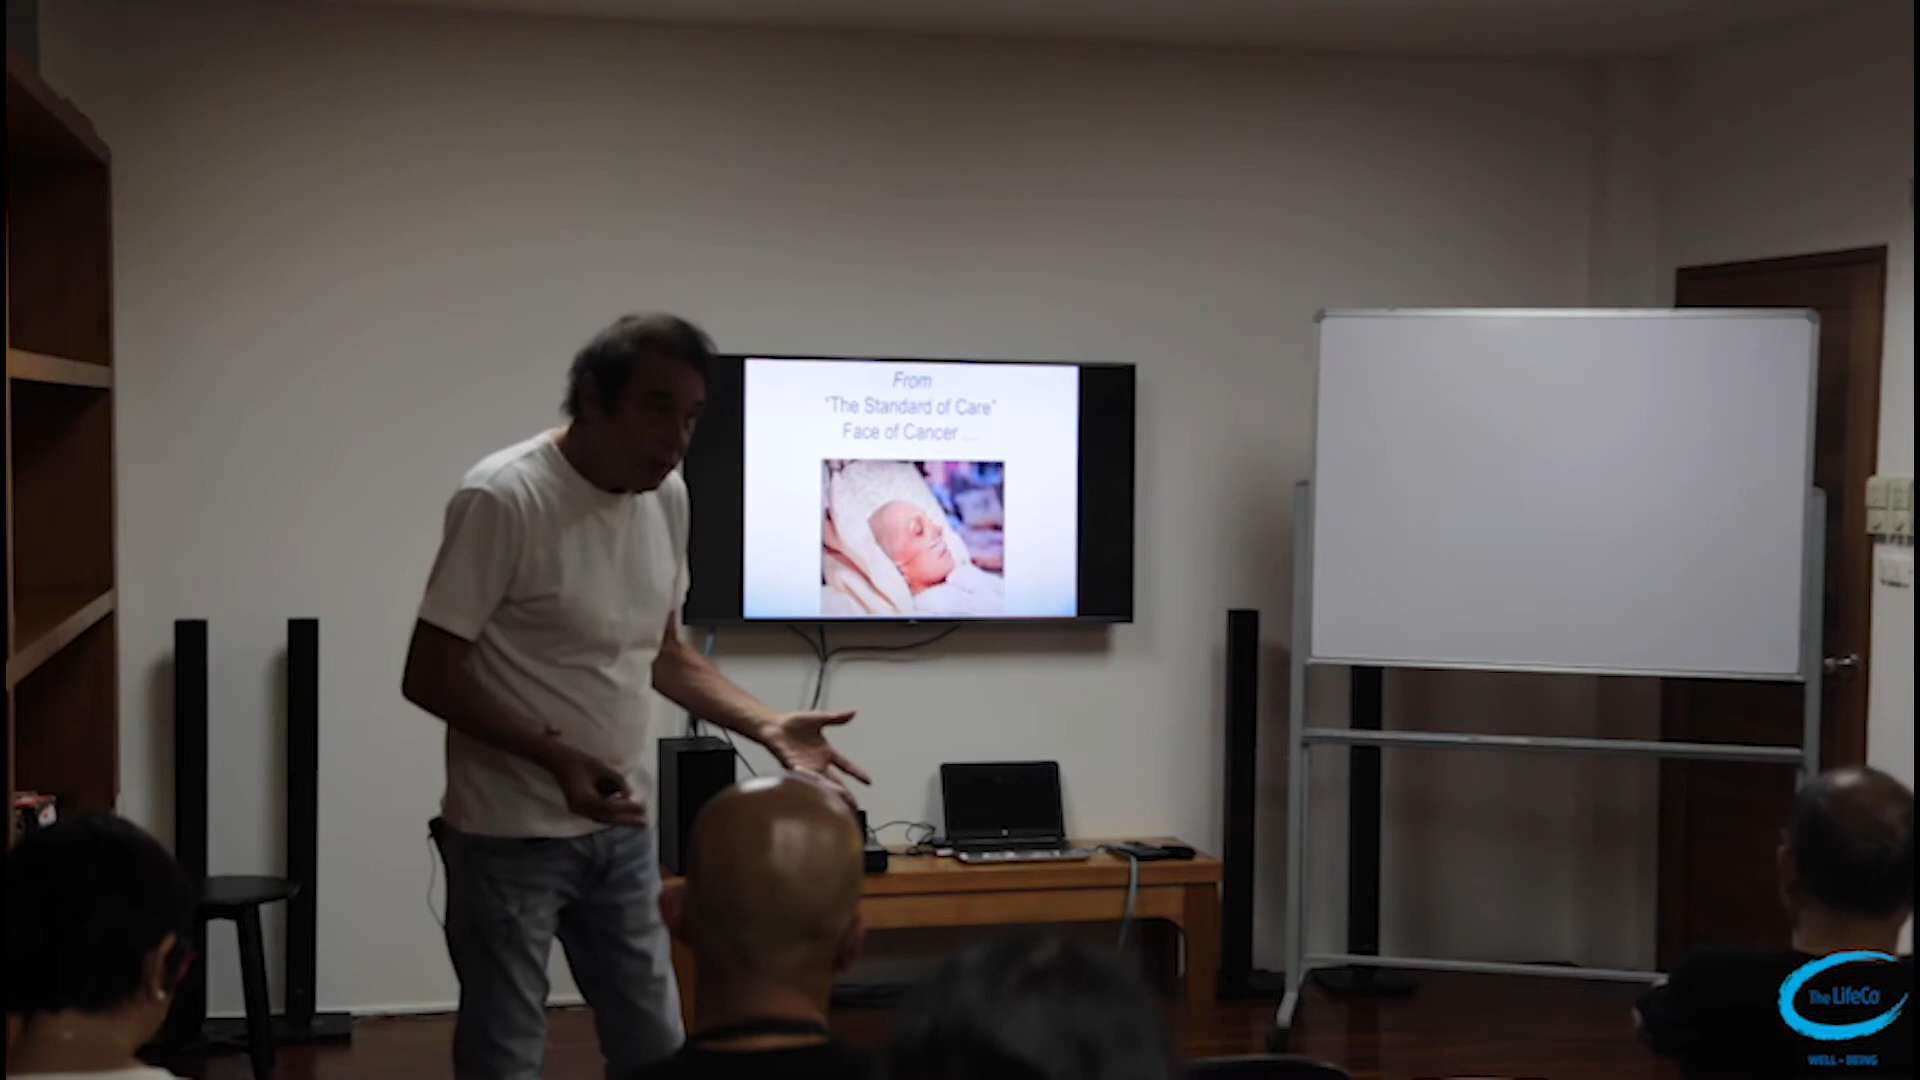 From
"The Standard of Care"
Face of Cancer ....
The LifeCo
WELL - BEING